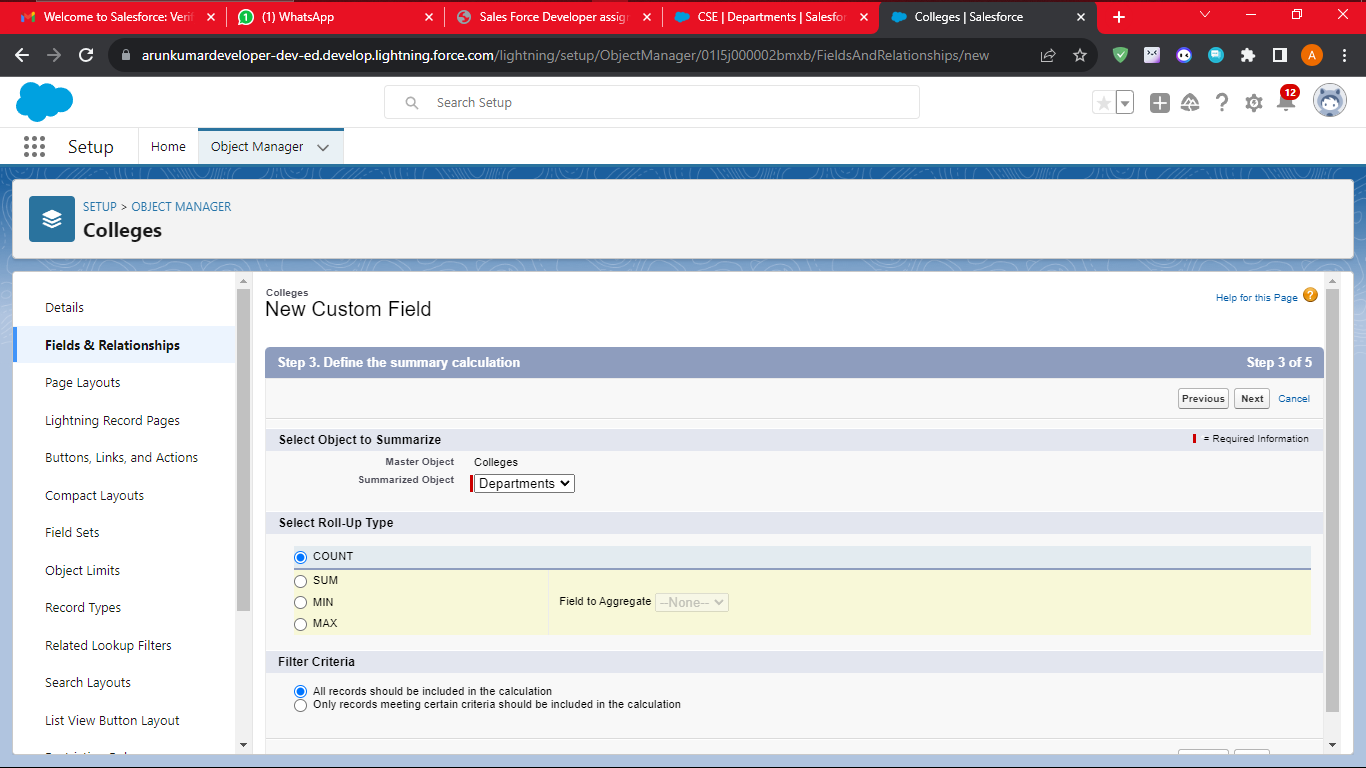 Welcome to Salesforce: Verif
(1) WhatsApp
Sales Force Developer assign
CSE | Departments | Salesfor
Colleges | Salesforce
arunkumardeveloper-dev-ed.develop.lightning.force.com/lightning/setup/ObjectManager/01I5j000002bmxb/FieldsAndRelationships/new
A
Search Setup
12
Setup
Home
Object Manager
SETUP > OBJECT MANAGER
Colleges
Details
Fields & Relationships
Page Layouts
Lightning Record Pages
Buttons, Links, and Actions
Compact Layouts
Field Sets
Object Limits
Record Types
Related Lookup Filters
Search Layouts
List View Button Layout
Colleges
New Custom Field
Help for this Page ?
Step 3. Define the summary calculation
Step 3 of 5
Previous Next Cancel
Select Object to Summarize
= Required Information
Master Object Colleges
Summarized Object Departments
Select Roll-Up Type
COUNT
SUM
MIN
MAX
Field to Aggregate --None--
Filter Criteria
All records should be included in the calculation
Only records meeting certain criteria should be included in the calculation